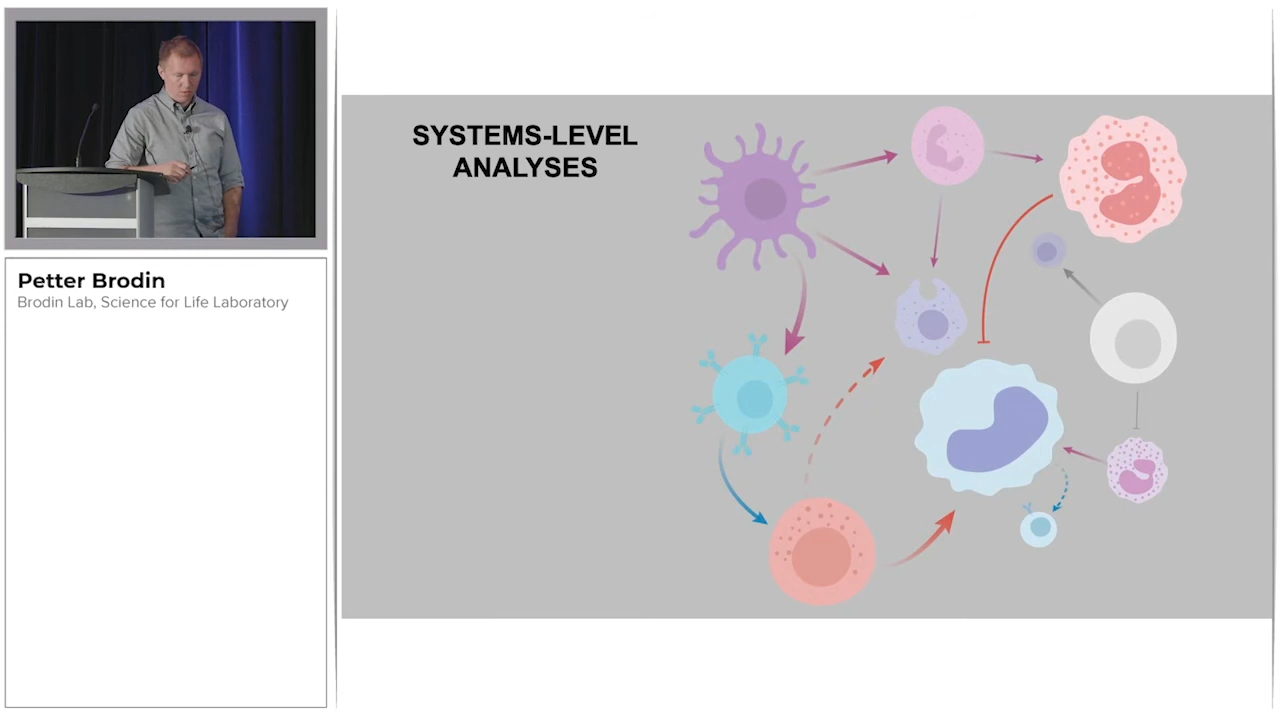 Petter Brodin
Brodin Lab, Science for Life Laboratory
SYSTEMS-LEVEL
ANALYSES